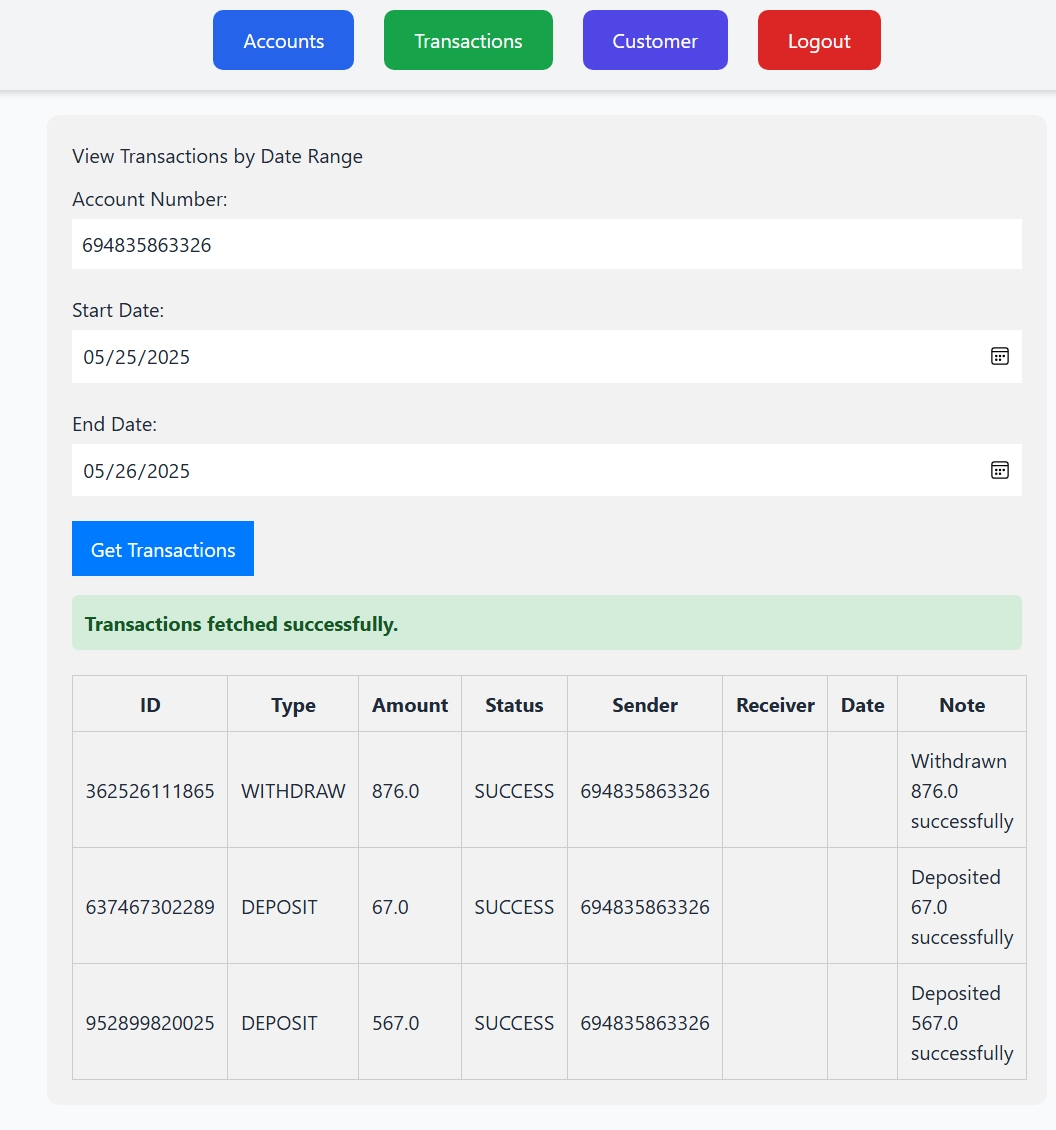 Accounts Transactions Customer Logout
View Transactions by Date Range
Account Number:
694835863326
Start Date:
05/25/2025
End Date:
05/26/2025
Get Transactions
Transactions fetched successfully.
ID Type Amount Status Sender Receiver Date Note
362526111865 WITHDRAW 876.0 SUCCESS 694835863326 Withdrawn
876.0
successfully
637467302289 DEPOSIT 67.0 SUCCESS 694835863326 Deposited
67.0
successfully
952899820025 DEPOSIT 567.0 SUCCESS 694835863326 Deposited
567.0
successfully